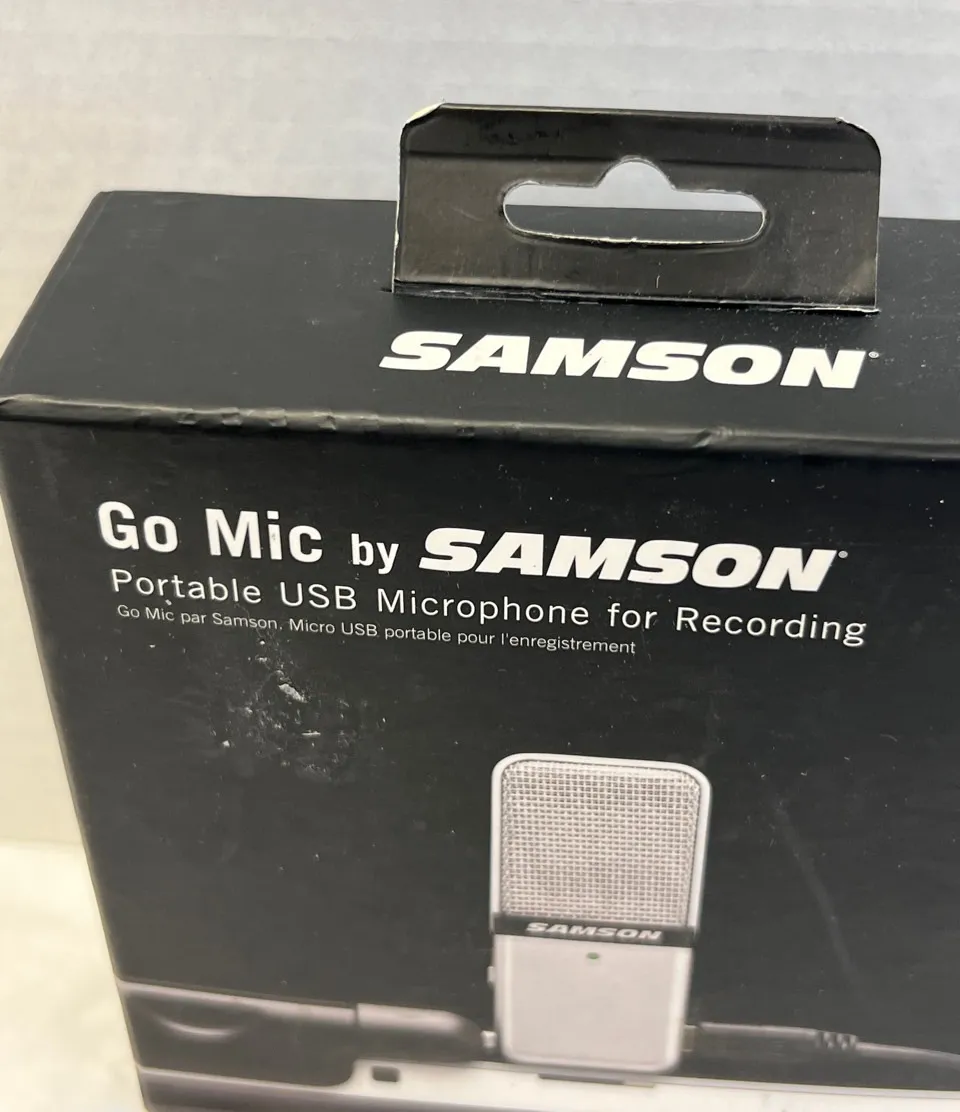 SAMSON®
Go Mic by SAMSON®
Portable USB Microphone for Recording
Go Mic par Samson. Micro USB portable pour l'enregistrement
SAMSON